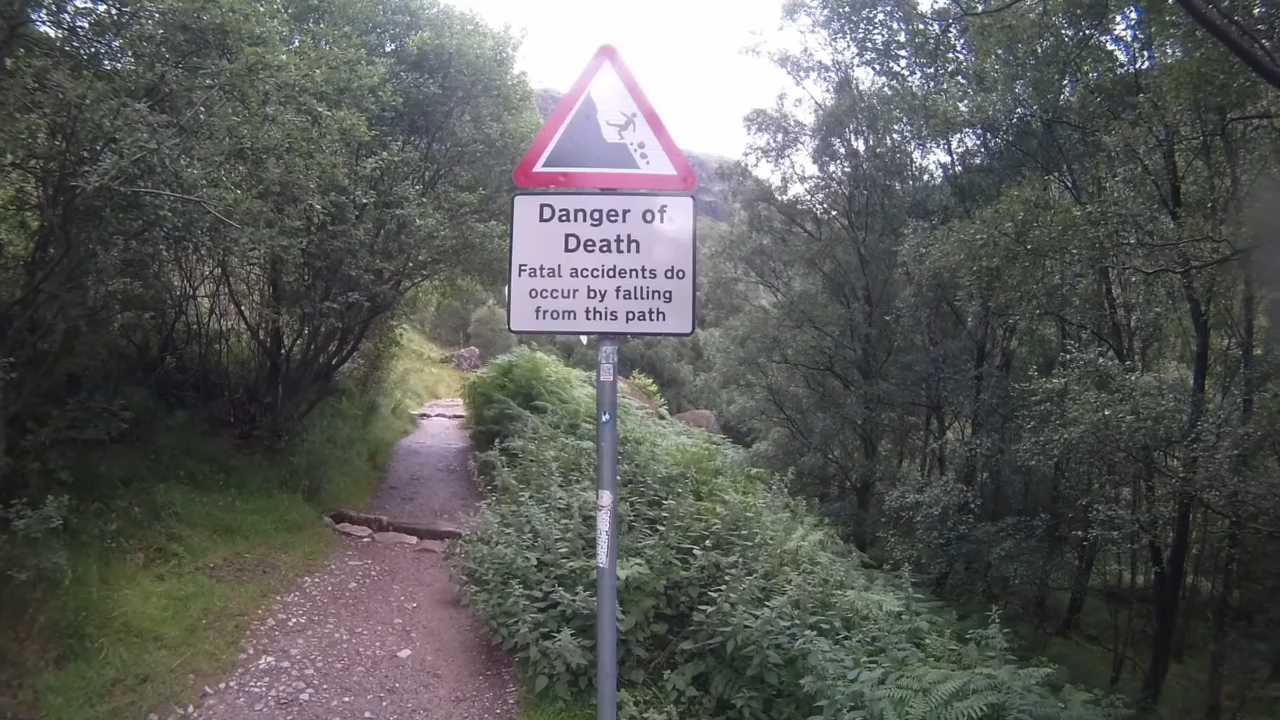 Danger of
Death
Fatal accidents do
occur by falling
from this path